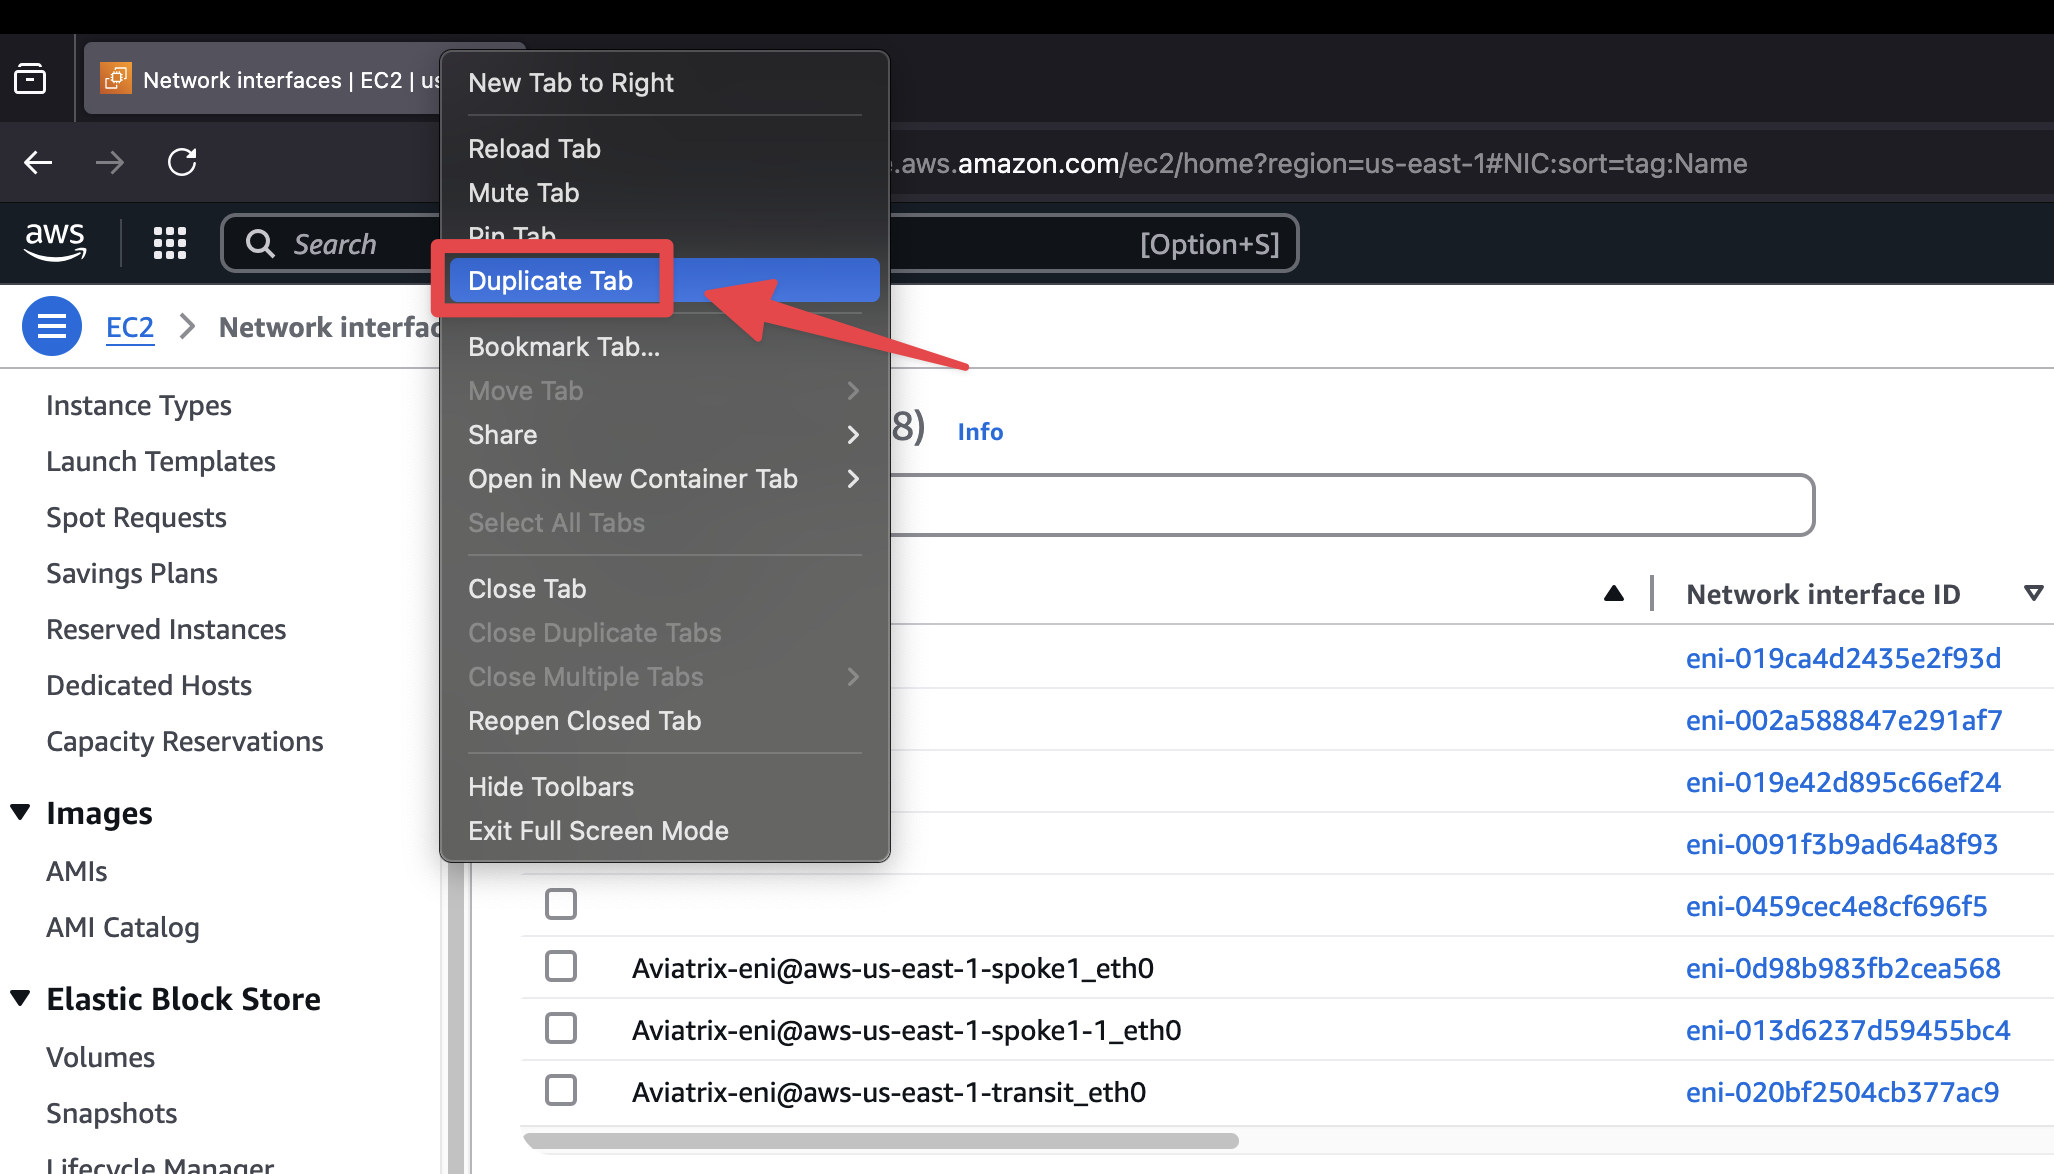 Network interfaces | EC2 | us
New Tab to Right
Reload Tab
Mute Tab
Pin Tab
Duplicate Tab
Bookmark Tab...
Move Tab
Share
Open in New Container Tab
Select All Tabs
Close Tab
Close Duplicate Tabs
Close Multiple Tabs
Reopen Closed Tab
Hide Toolbars
Exit Full Screen Mode
.aws.amazon.com/ec2/home?region=us-east-1#NIC:sort=tag:Name
aws
Search
[Option+S]
EC2
Network interfac
Instance Types
Launch Templates
Spot Requests
Savings Plans
Reserved Instances
Dedicated Hosts
Capacity Reservations
Images
AMIs
AMI Catalog
Elastic Block Store
Volumes
Snapshots
Lifecycle Manager
8) Info
Network interface ID
eni-019ca4d2435e2f93d
eni-002a588847e291af7
eni-019e42d895c66ef24
eni-0091f3b9ad64a8f93
eni-0459cec4e8cf696f5
Aviatrix-eni@aws-us-east-1-spoke1_eth0 eni-0d98b983fb2cea568
Aviatrix-eni@aws-us-east-1-spoke1-1_eth0 eni-013d6237d59455bc4
Aviatrix-eni@aws-us-east-1-transit_eth0 eni-020bf2504cb377ac9